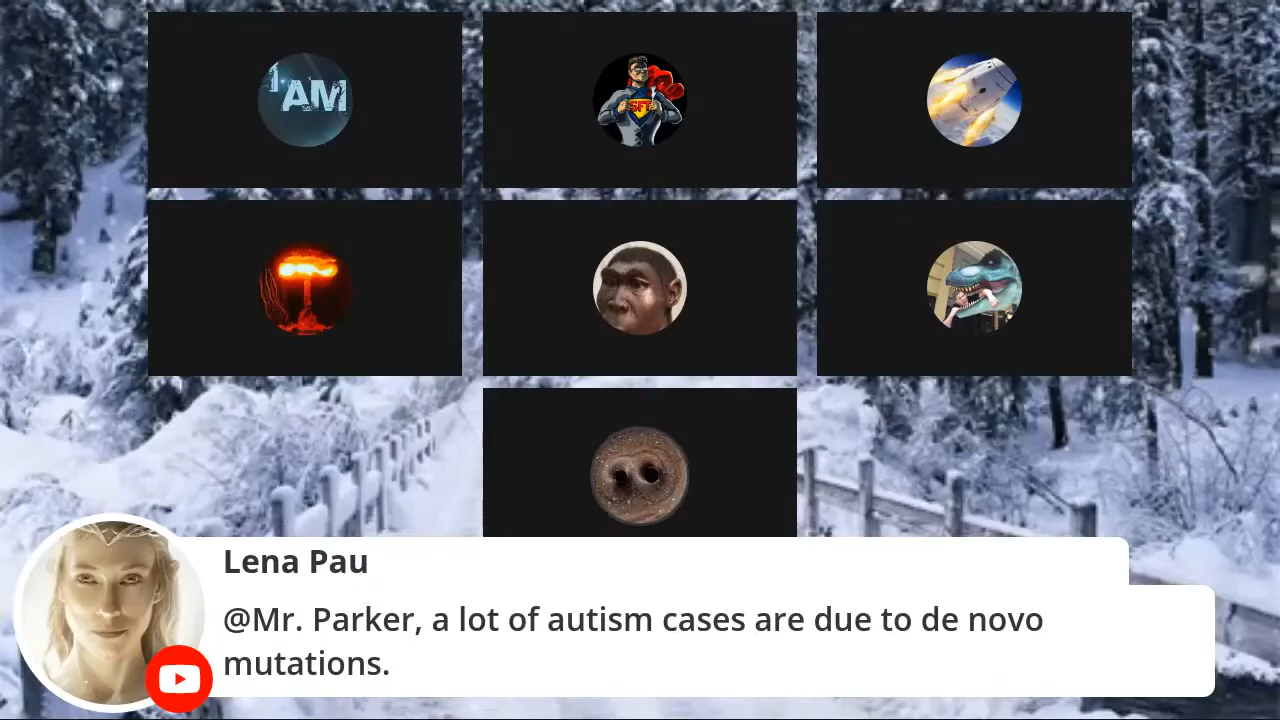 I AM
SFT
Lena Pau
@Mr. Parker, a lot of autism cases are due to de novo
mutations.